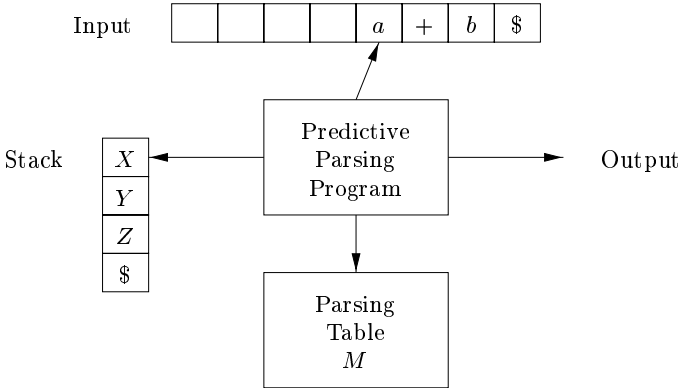 Input a + b $
Predictive
Parsing
Program
Stack X
Y
Z
$
Output
Parsing
Table
M